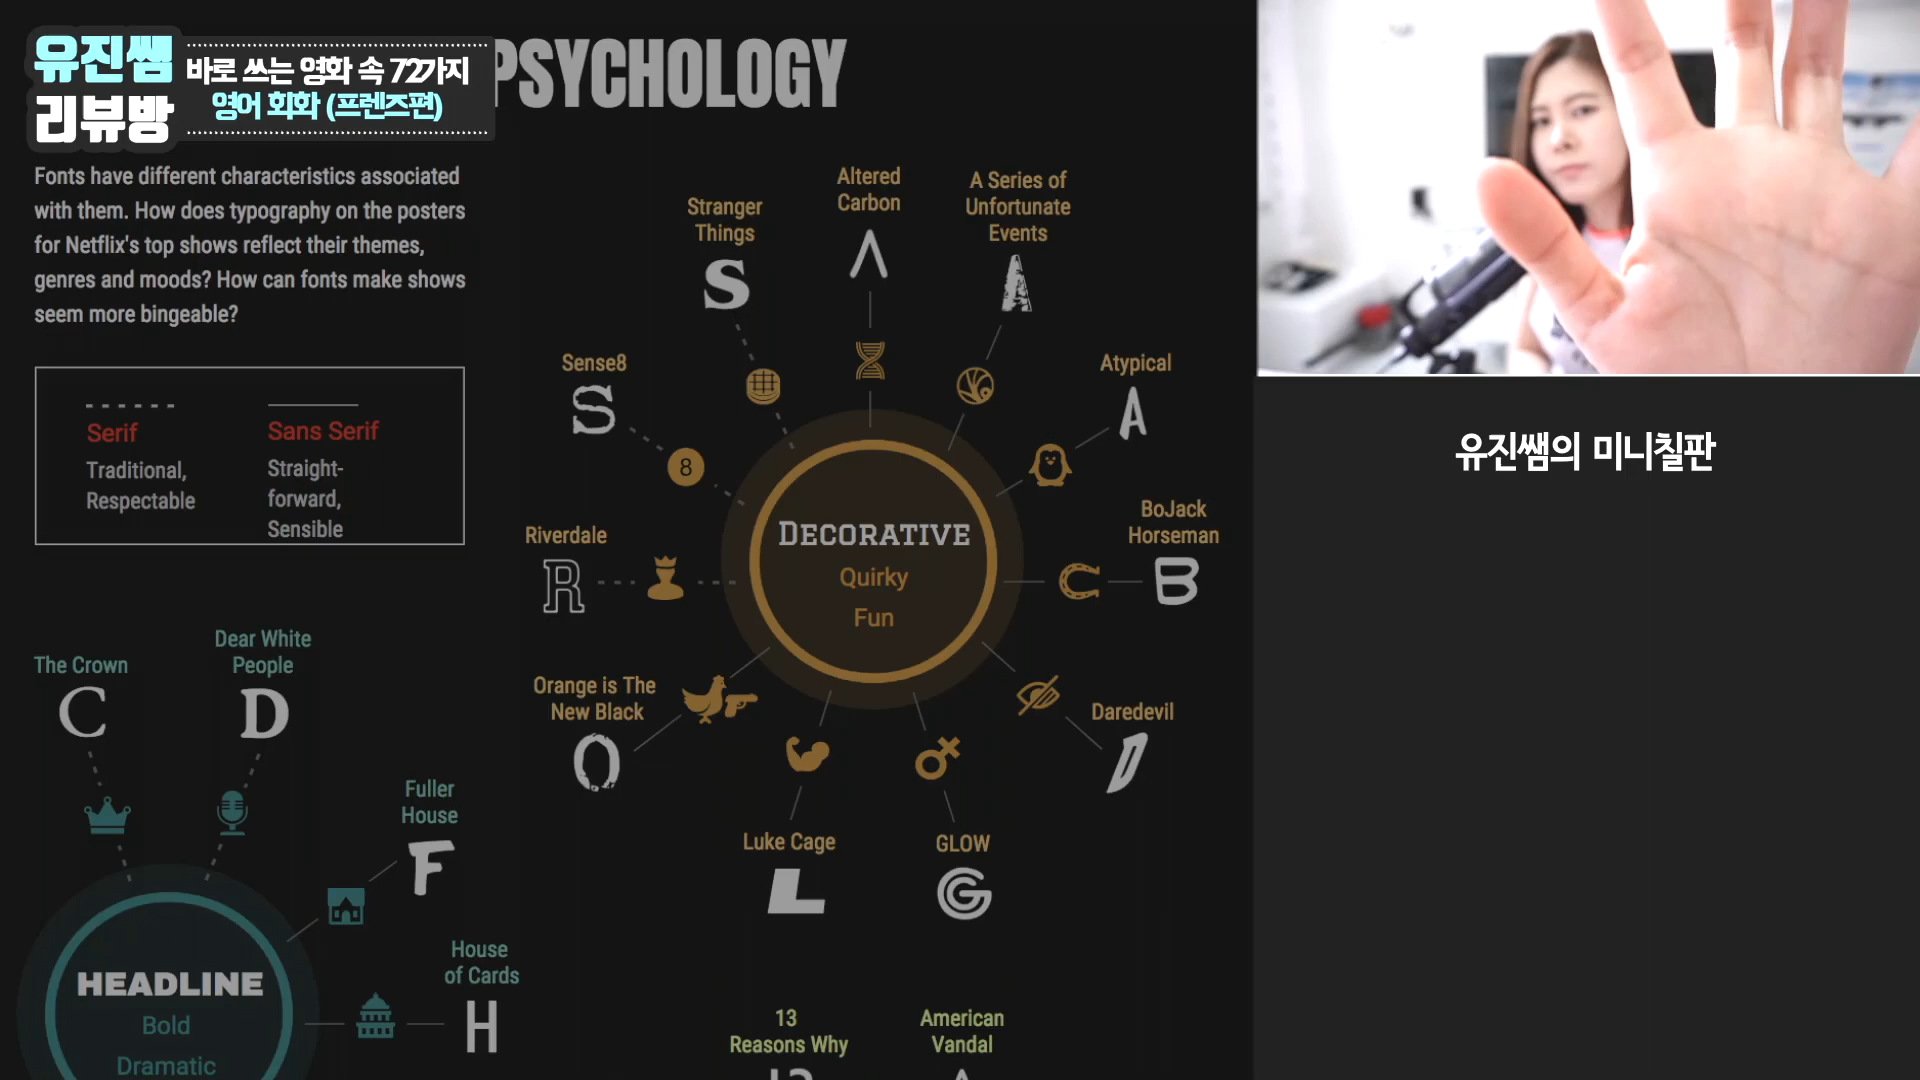 유진쌤
리뷰방
바로 쓰는 영화 속 72가지
영어 회화 (프렌즈편)
PSYCHOLOGY
Fonts have different characteristics associated
with them. How does typography on the posters
for Netflix's top shows reflect their themes,
genres and moods? How can fonts make shows
seem more bingeable?
Serif
Traditional,
Respectable
Sans Serif
Straight-
forward,
Sensible
Stranger
Things
S
Altered
Carbon
Λ
A Series of
Unfortunate
Events
A
Sense8
S
8
Atypical
A
Riverdale
R
BoJack
Horseman
B
DECORATIVE
Quirky
Fun
Orange is The
New Black
O
Daredevil
D
Luke Cage
L
GLOW
G
The Crown
C
Dear White
People
D
Fuller
House
F
House
of Cards
H
HEADLINE
Bold
Dramatic
13
Reasons Why
American
Vandal
유진쌤의 미니칠판